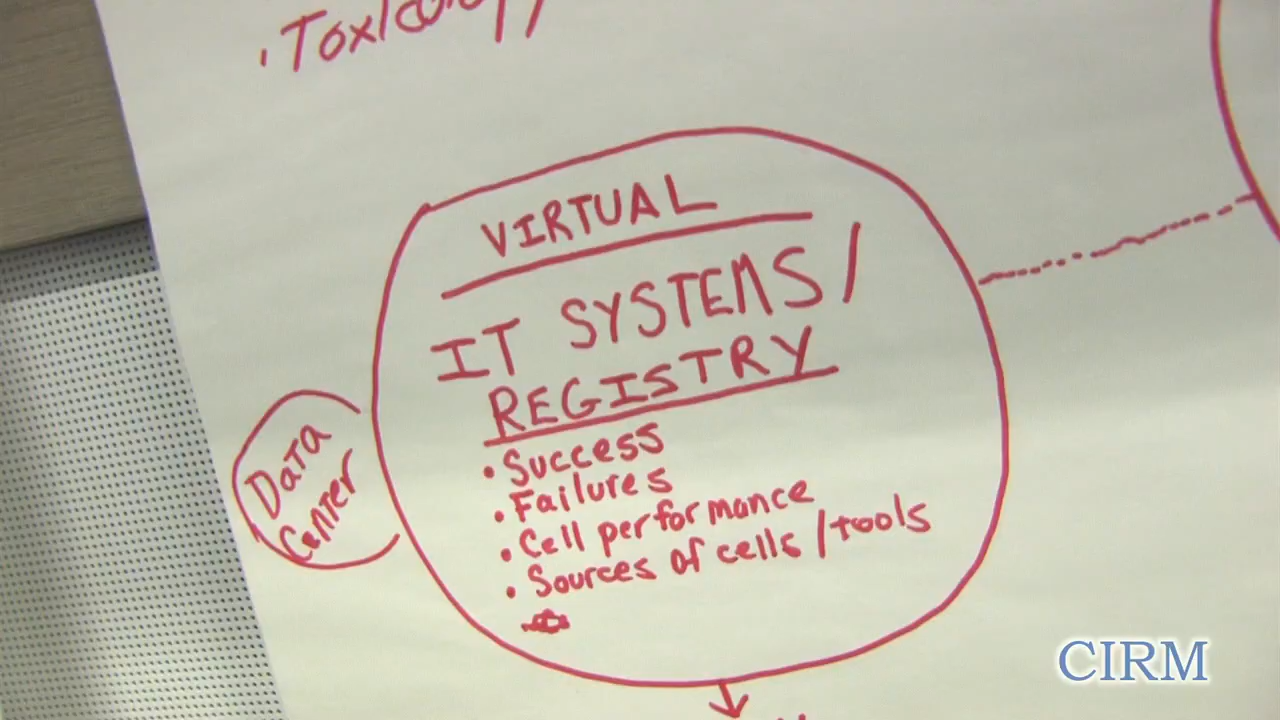 • Toxicology
VIRTUAL
IT SYSTEMS/
REGISTRY
• Success
• Failures
• Cell performance
• Sources of cells/tools
Data
Center
CIRM